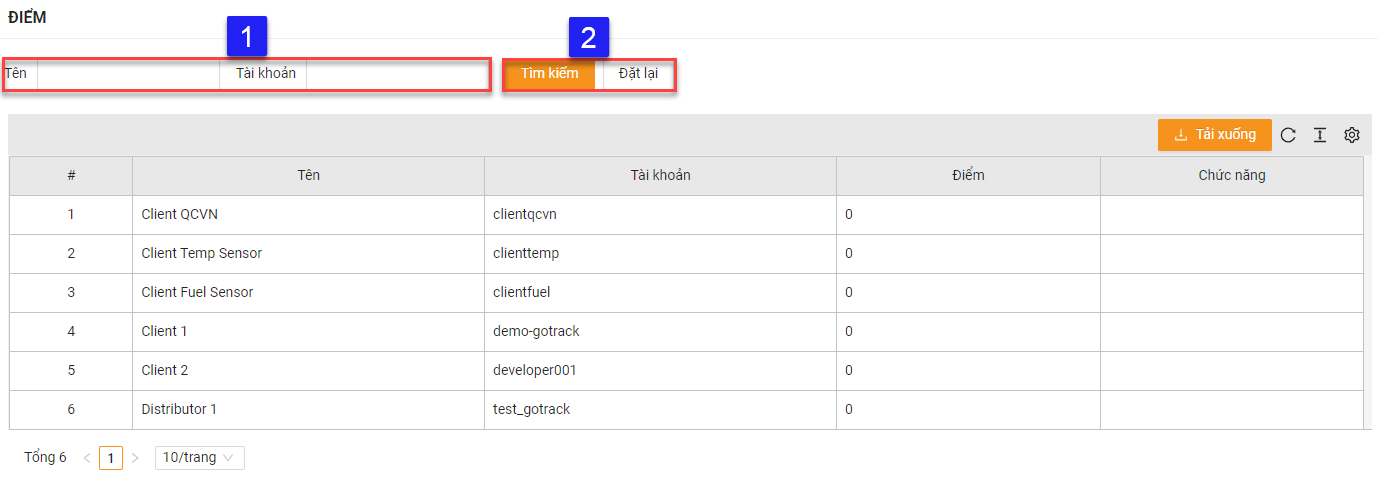 ĐIỂM
1
2
Tên Tài khoản Tìm kiếm Đặt lại
Tải xuống
# Tên Tài khoản Điểm Chức năng
1 Client QCVN clientqcvn 0
2 Client Temp Sensor clienttemp 0
3 Client Fuel Sensor clientfuel 0
4 Client 1 demo-gotrack 0
5 Client 2 developer001 0
6 Distributor 1 test_gotrack 0
Tổng 6 < 1 > 10/trang